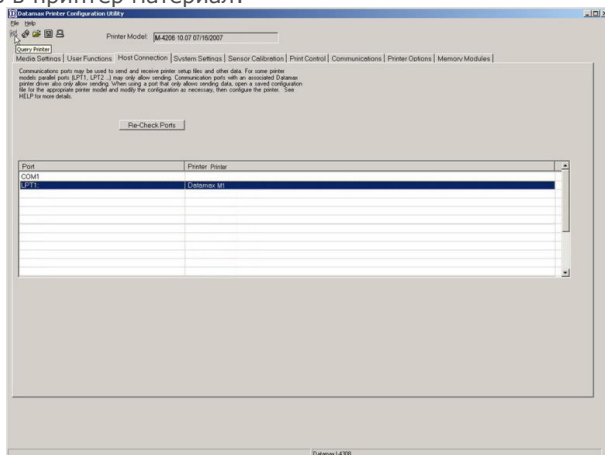 в принтер материал.
Datamax Printer Configuration Utility
File Help
Printer Model: M-4206 10.07 07/16/2007
Query Printer
Media Settings | User Functions | Host Connection | System Settings | Sensor Calibration | Print Control | Communications | Printer Options | Memory Modules |
Communications ports may be used to send and receive printer setup files and other data. For some printer
models parallel ports (LPT1, LPT2 ...) may only allow sending. Communication ports with an associated Datamax
printer driver also only allow sending. When using a port that only allows sending data, open a saved configuration
file for the appropriate printer model and modify the configuration as necessary, then configure the printer. See
HELP for more details.
Re-Check Ports
Port Printer Printer
COM1
LPT1: Datamax M1
Datamax I-4308